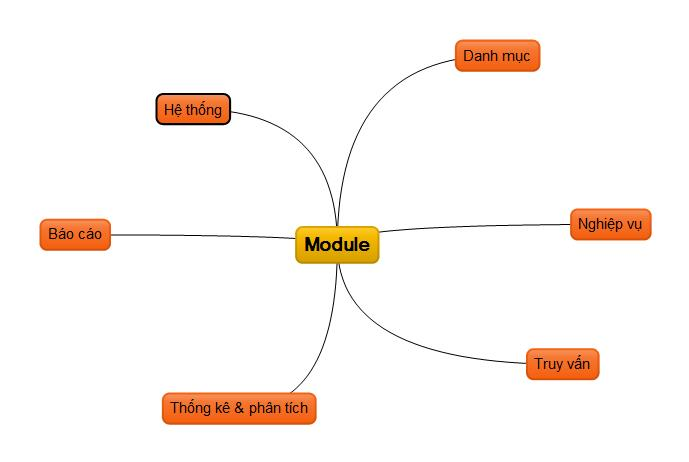 Danh mục
Hệ thống
Báo cáo
Module
Nghiệp vụ
Truy vấn
Thống kê & phân tích